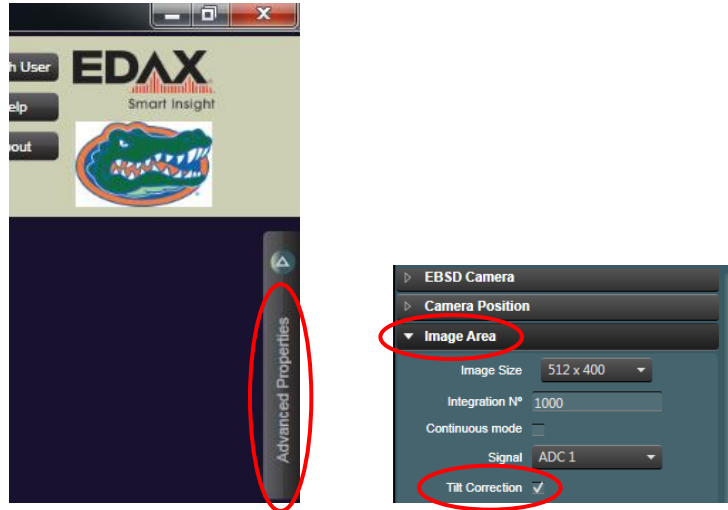 h User
EDAX
elp
Smart Insight
out
Advanced Properties
EBSD Camera
Camera Position
Image Area
Image Size 512 x 400
Integration Nº 1000
Continuous mode
Signal ADC 1
Tilt Correction